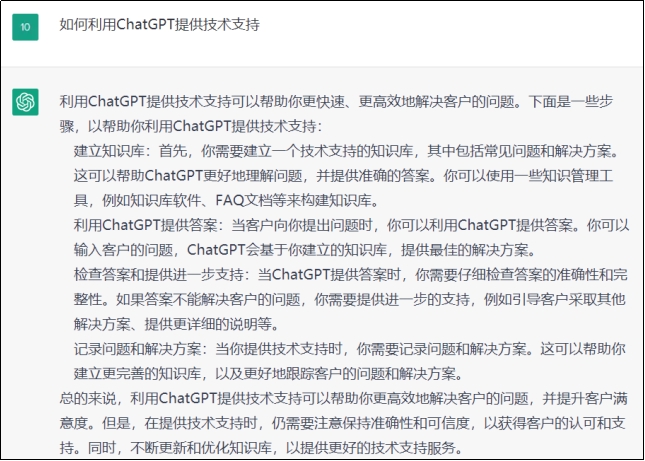 10
如何利用ChatGPT提供技术支持
利用ChatGPT提供技术支持可以帮助你更快速、更高效地解决客户的问题。下面是一些步
骤，以帮助你利用ChatGPT提供技术支持：
建立知识库：首先，你需要建立一个技术支持的知识库，其中包括常见问题和解决方案。
这可以帮助ChatGPT更好地理解问题，并提供准确的答案。你可以使用一些知识管理工
具，例如知识库软件、FAQ文档等来构建知识库。
利用ChatGPT提供答案：当客户向你提出问题时，你可以利用ChatGPT提供答案。你可以
输入客户的问题，ChatGPT会基于你建立的知识库，提供最佳的解决方案。
检查答案和提供进一步支持：当ChatGPT提供答案时，你需要仔细检查答案的准确性和完
整性。如果答案不能解决客户的问题，你需要提供进一步的支持，例如引导客户采取其他
解决方案、提供更详细的说明等。
记录问题和解决方案：当你提供技术支持时，你需要记录问题和解决方案。这可以帮助你
建立更完善的知识库，以及更好地跟踪客户的问题和解决方案。
总的来说，利用ChatGPT提供技术支持可以帮助你更高效地解决客户的问题，并提升客户满
意度。但是，在提供技术支持时，仍需要注意保持准确性和可信度，以获得客户的认可和支
持。同时，不断更新和优化知识库，以提供更好的技术支持服务。